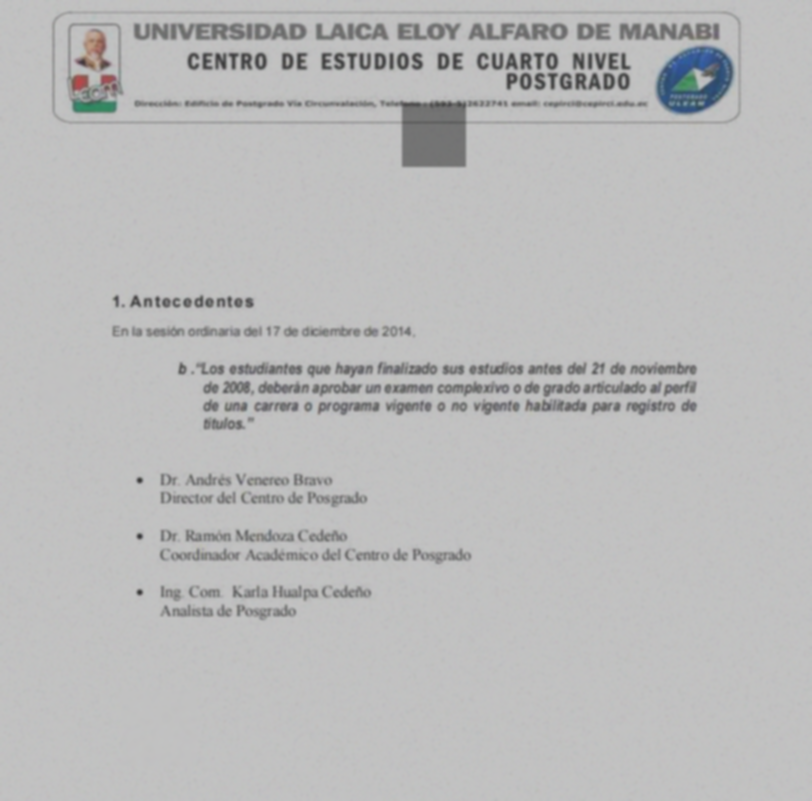 UNIVERSIDAD LAICA ELOY ALFARO DE MANABI
CENTRO DE ESTUDIOS DE CUARTO NIVEL
POSTGRADO
Dirección: Edificio de Postgrado Vía Circunvalación, 2622741 email: cepirci@cepirci.edu.ec
1. Antecedentes
En la sesión ordinaria del 17 de diciembre de 2014,
b ."Los estudiantes que hayan finalizado sus estudios antes del 21 de noviembre
de 2008, deberán aprobar un examen complexivo o de grado articulado al perfil
de una carrera o programa vigente o no vigente habilitada para registro de
títulos."
• Dr. Andrés Venereo Bravo
Director del Centro de Posgrado
• Dr. Ramón Mendoza Cedeño
Coordinador Académico del Centro de Posgrado
• Ing. Com. Karla Hualpa Cedeño
Analista de Posgrado